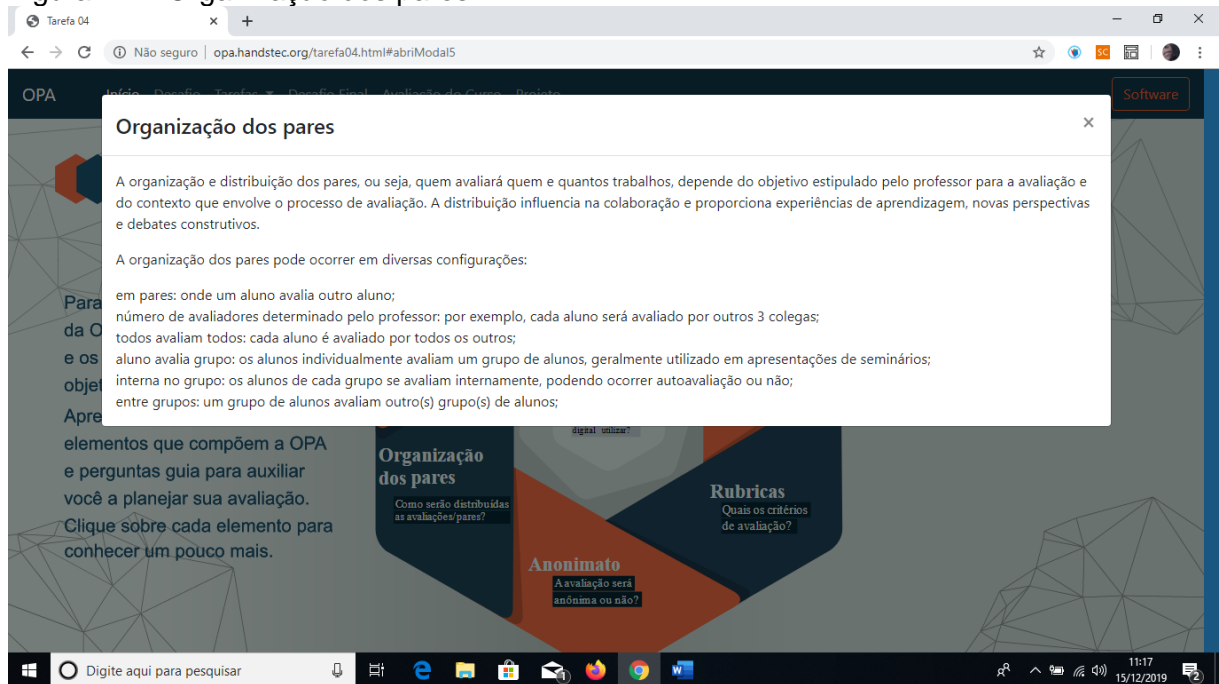 Tarefa 04
Não seguro | opa.handstec.org/tarefa04.html#abriModal5
OPA Início Desafio Tarefas Desafio Final Avaliação do Curso Projeto Software
Organização dos pares ×
A organização e distribuição dos pares, ou seja, quem avaliará quem e quantos trabalhos, depende do objetivo estipulado pelo professor para a avaliação e
do contexto que envolve o processo de avaliação. A distribuição influencia na colaboração e proporciona experiências de aprendizagem, novas perspectivas
e debates construtivos.
A organização dos pares pode ocorrer em diversas configurações:
em pares: onde um aluno avalia outro aluno;
número de avaliadores determinado pelo professor: por exemplo, cada aluno será avaliado por outros 3 colegas;
todos avaliam todos: cada aluno é avaliado por todos os outros;
aluno avalia grupo: os alunos individualmente avaliam um grupo de alunos, geralmente utilizado em apresentações de seminários;
interna no grupo: os alunos de cada grupo se avaliam internamente, podendo ocorrer autoavaliação ou não;
entre grupos: um grupo de alunos avaliam outro(s) grupo(s) de alunos;
Para
da O
e os
objet
Apre
elementos que compõem a OPA
e perguntas guia para auxiliar
você a planejar sua avaliação.
Clique sobre cada elemento para
conhecer um pouco mais.
digital utilizar?
Organização
dos pares
Como serão distribuídas
as avaliações/pares?
Rubricas
Quais os critérios
de avaliação?
Anonimato
A avaliação será
anônima ou não?
Digite aqui para pesquisar
11:17
15/12/2019